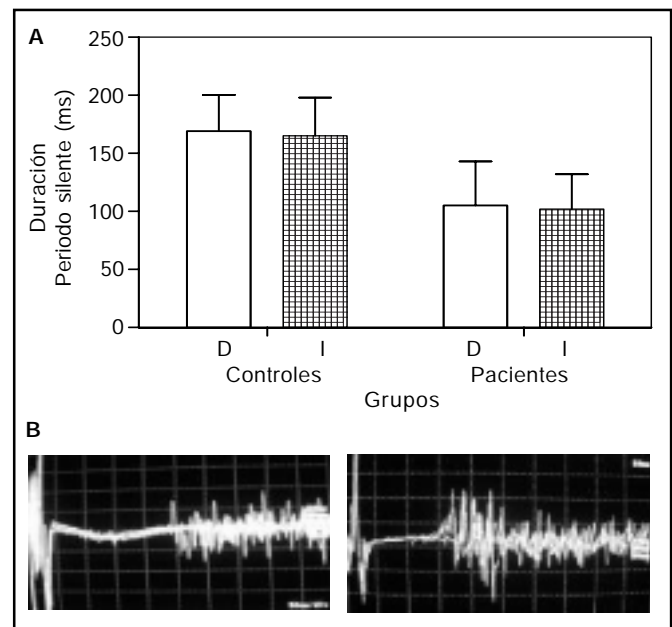 A
250
200
150
100
50
0
Duración
Periodo silente (ms)
D I D I
Controles Pacientes
Grupos
B